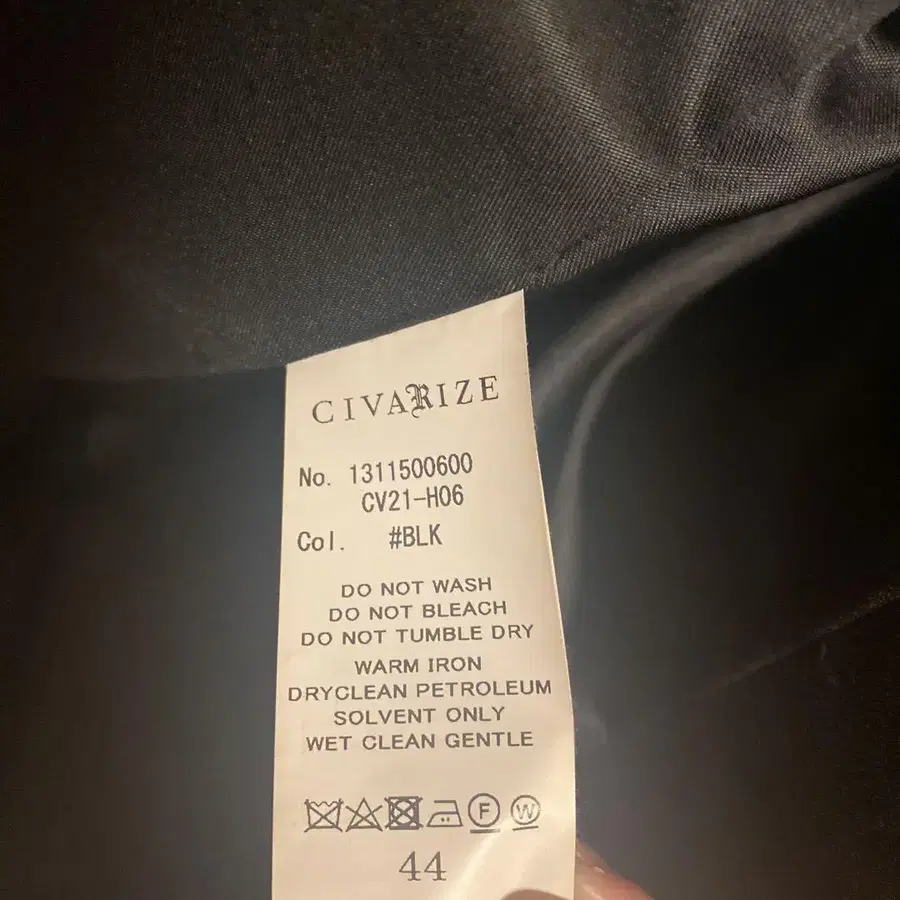 CIVARIZE
No. 1311500600
CV21-H06
Col. #BLK
DO NOT WASH
DO NOT BLEACH
DO NOT TUMBLE DRY
WARM IRON
DRYCLEAN PETROLEUM
SOLVENT ONLY
WET CLEAN GENTLE
F W
44